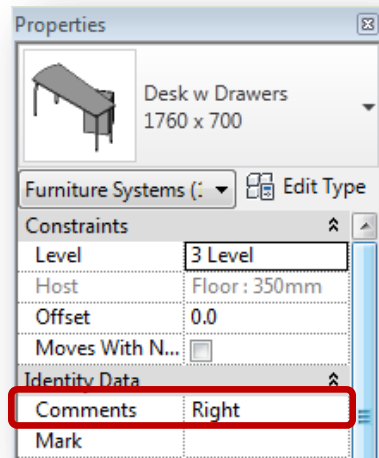 Properties
Desk w Drawers
1760 x 700
Furniture Systems (: Edit Type
Constraints
Level 3 Level
Host Floor : 350mm
Offset 0.0
Moves With N...
Identity Data
Comments Right
Mark